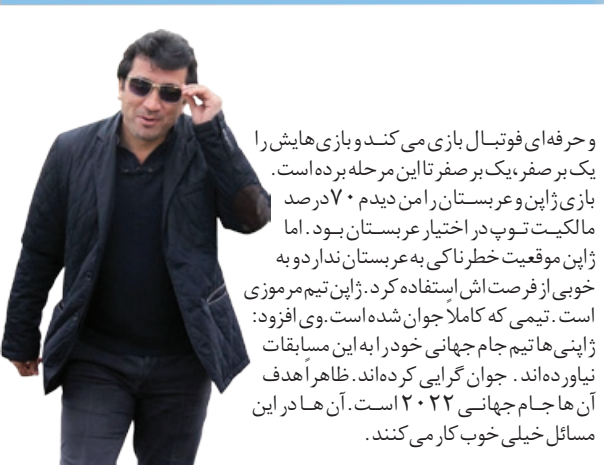 و حرفه‌ای فوتبال بازی می‌کند و بازی‌هایش را
یک بر صفر، یک بر صفر تا این مرحله برده است.
بازی ژاپن و عربستان را من دیدم ۷۰ درصد
مالکیت توپ در اختیار عربستان بود. اما
ژاپن موقعیت خطرناکی به عربستان نداد و به
خوبی از فرصت‌اش استفاده کرد. ژاپن تیم مرموزی
است. تیمی که کاملاً جوان شده است. وی افزود:
ژاپنی‌ها تیم جام جهانی خود را به این مسابقات
نیاورده‌اند. جوان گرایی کرده‌اند. ظاهراً هدف
آن‌ها جام جهانی ۲۰۲۲ است. آن‌ها در این
مسائل خیلی خوب کار می‌کنند.